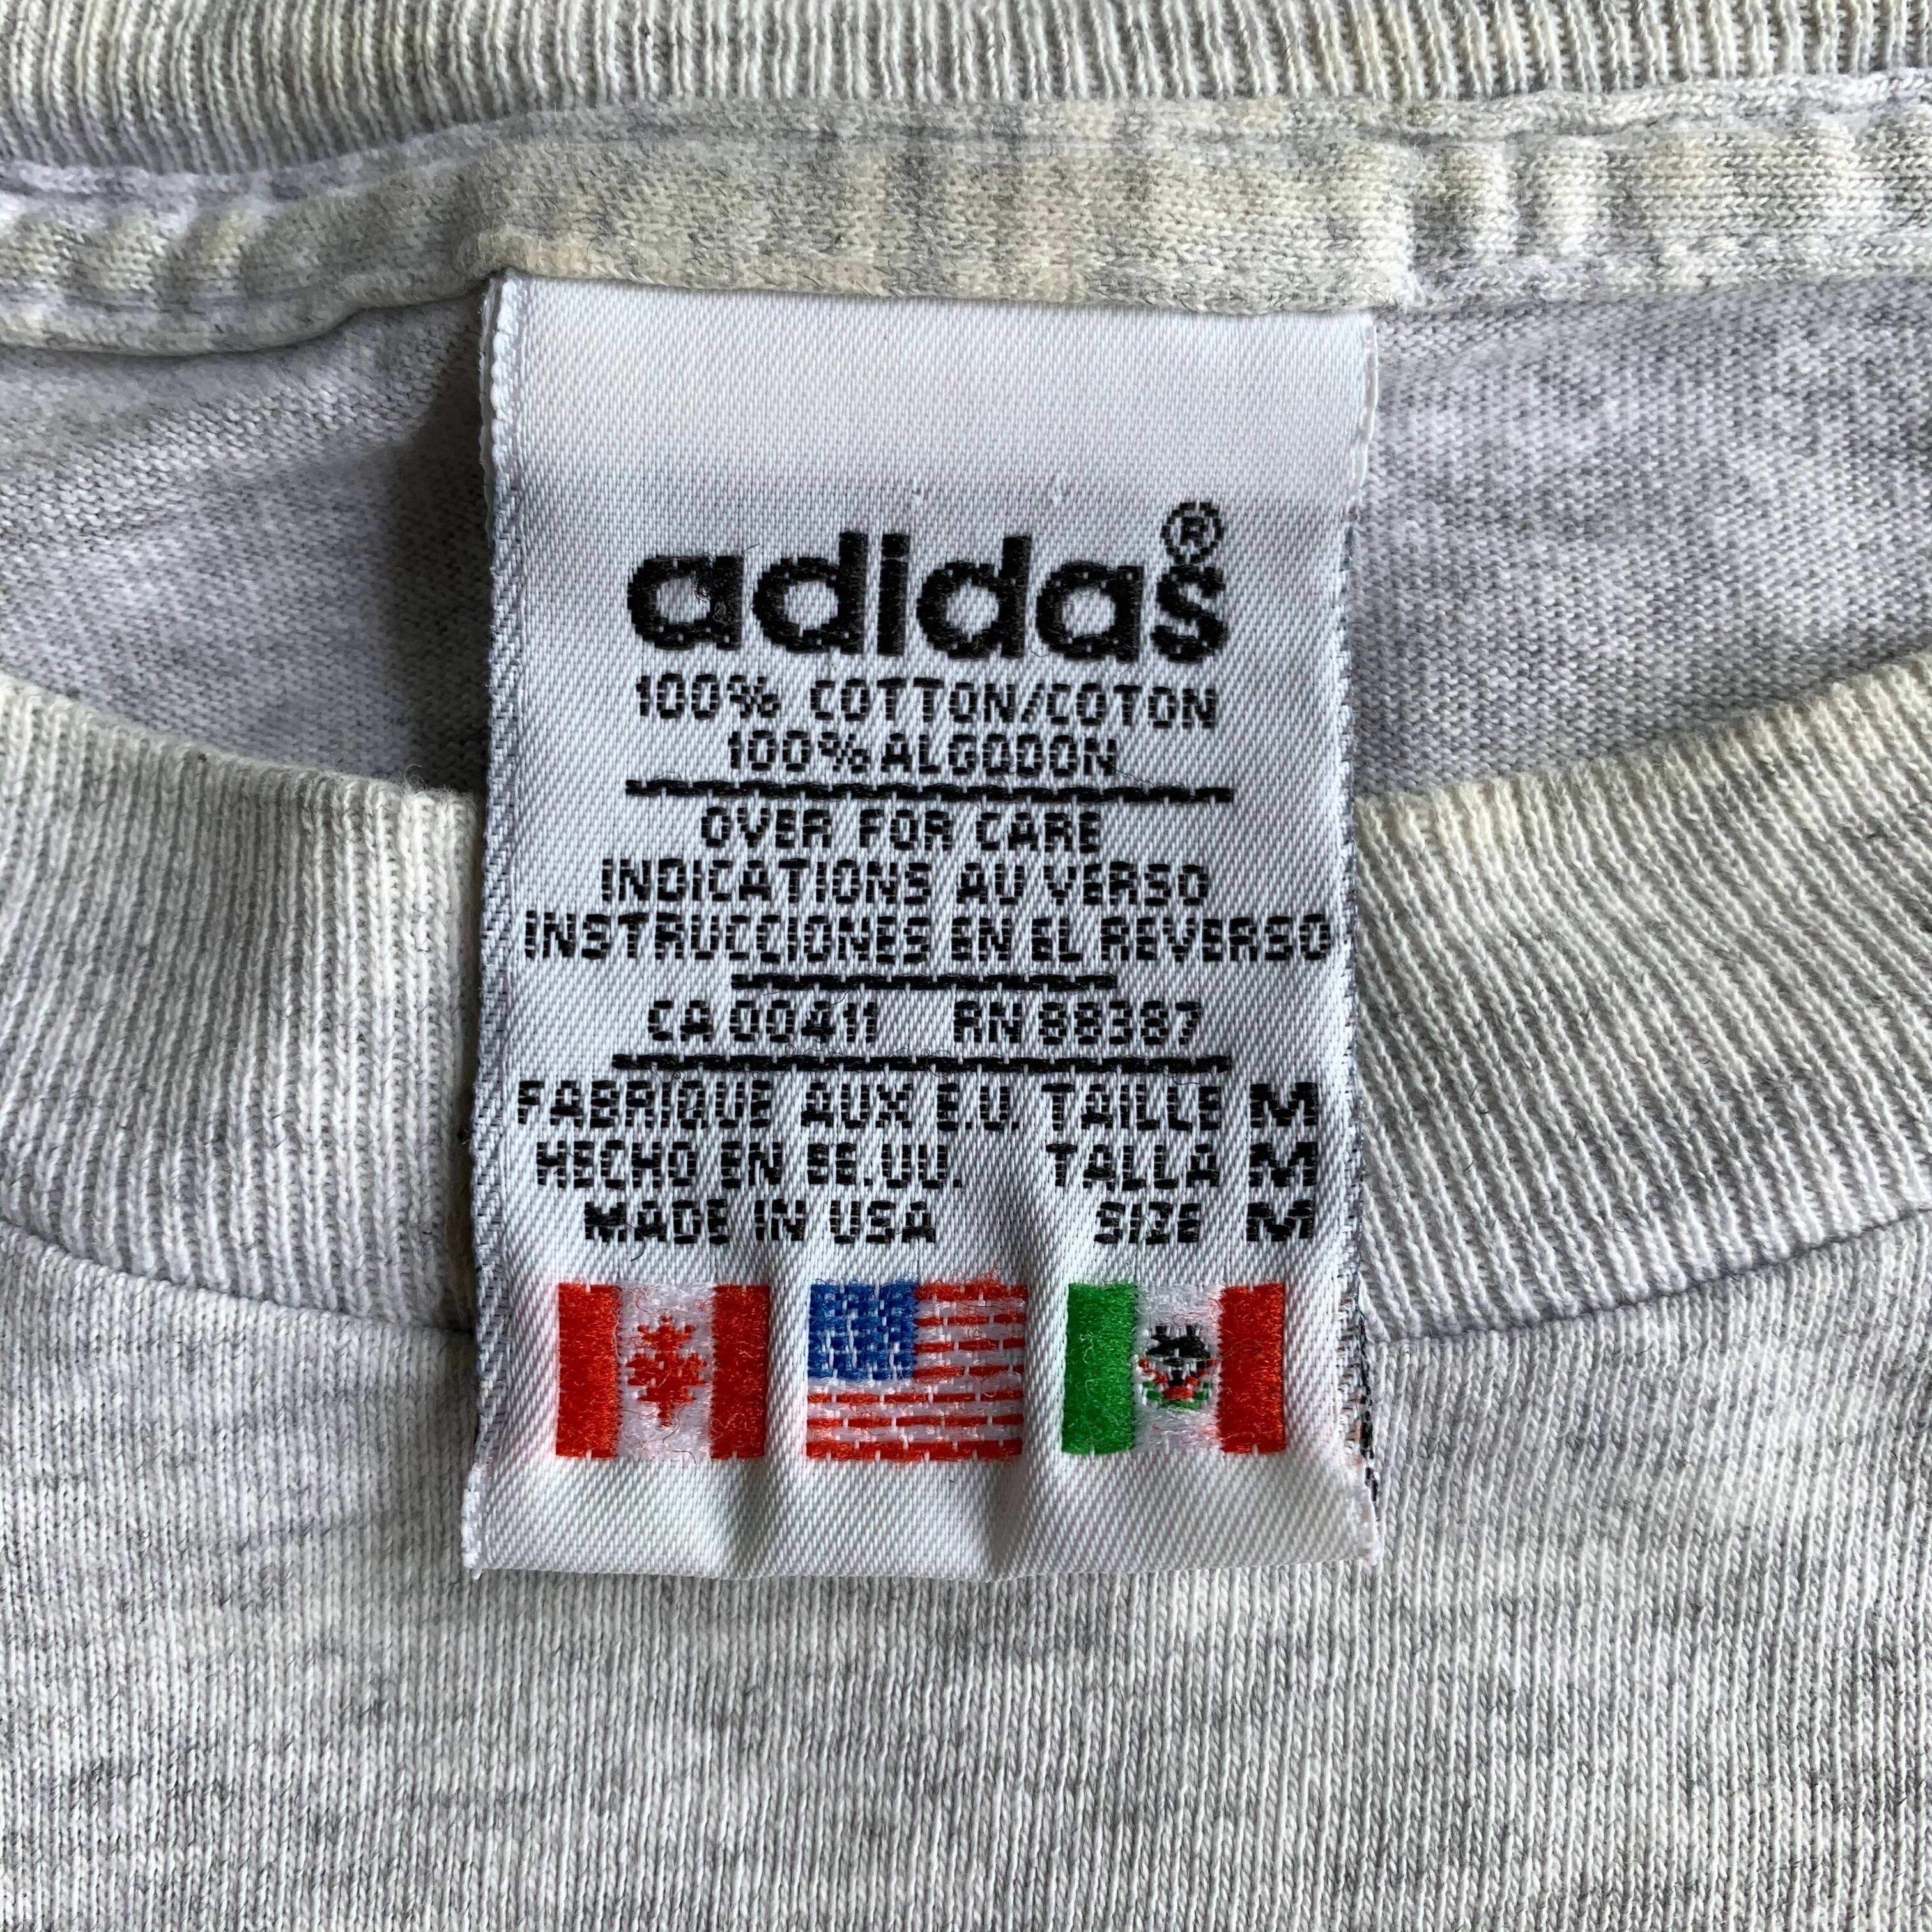 adidas®
100% COTTON/COTON
100% ALGODON
OVER FOR CARE
INDICATIONS AU VERSO
INSTRUCCIONES EN EL REVERSO
CA 00411 RN 88387
FABRIQUE AUX E.U. TAILLE M
HECHO EN EE.UU. TALLA M
MADE IN USA SIZE M